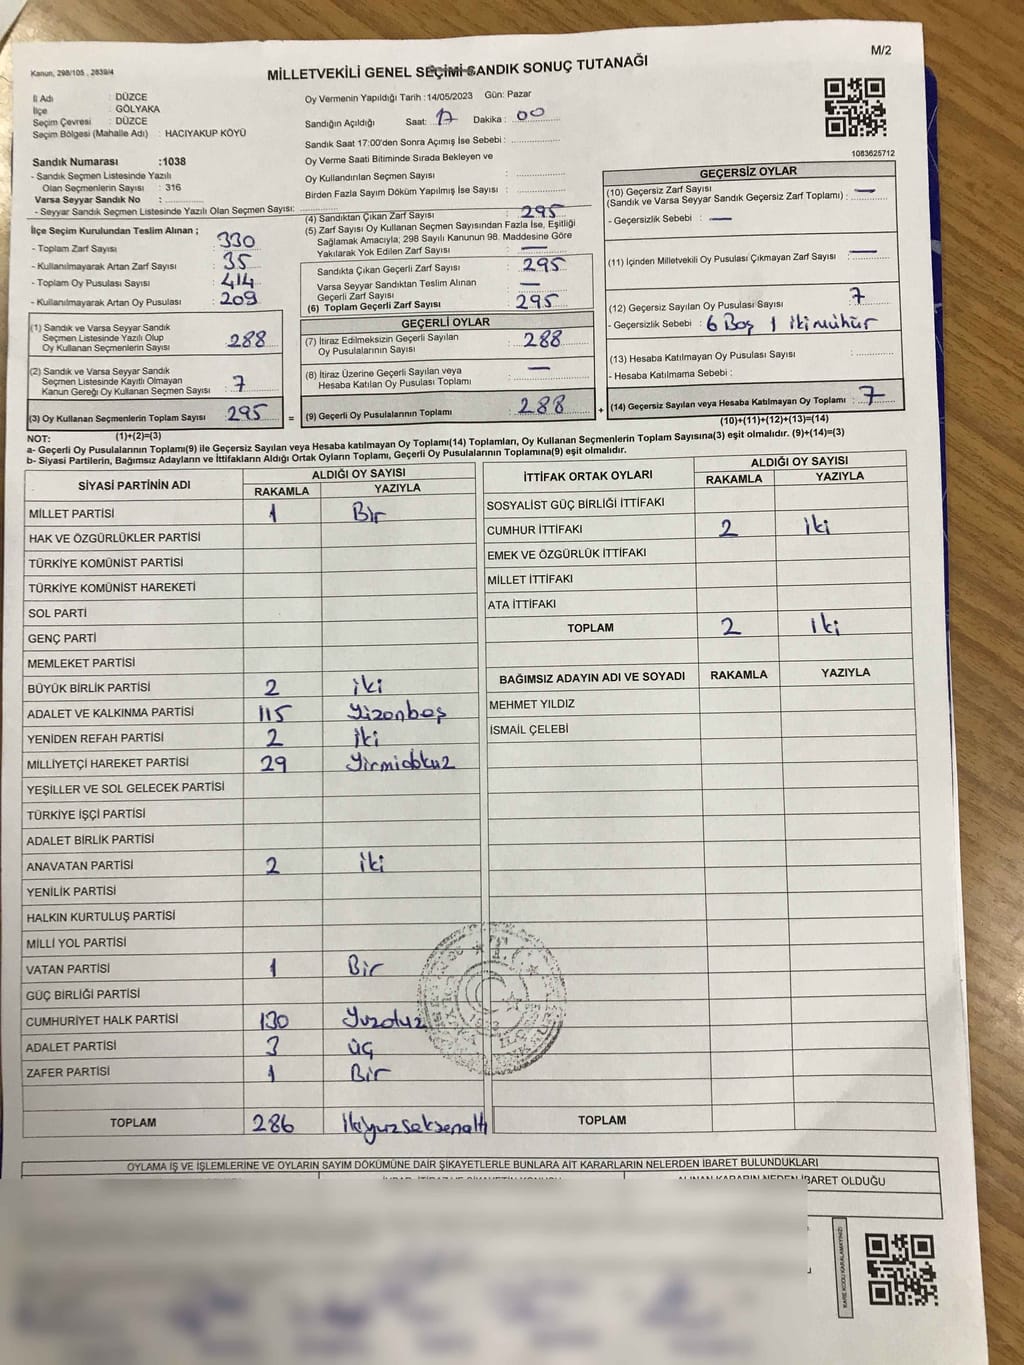 M/2
Kanun, 298/105 , 2839/4
MİLLETVEKİLİ GENEL SEÇİMİ SANDIK SONUÇ TUTANAĞI
İl Adı : DÜZCE
İlçe : GÖLYAKA
Seçim Çevresi : DÜZCE
Seçim Bölgesi (Mahalle Adı) : HACIYAKUP KÖYÜ
Sandık Numarası :1038
- Sandık Seçmen Listesinde Yazılı
Olan Seçmenlerin Sayısı : 316
Varsa Seyyar Sandık No :
- Seyyar Sandık Seçmen Listesinde Yazılı Olan Seçmen Sayısı:
İlçe Seçim Kurulundan Teslim Alınan ;
- Toplam Zarf Sayısı : 330
- Kullanılmayarak Artan Zarf Sayısı : 35
- Toplam Oy Pusulası Sayısı : 414
- Kullanılmayarak Artan Oy Pusulası : 209
Oy Vermenin Yapıldığı Tarih :14/05/2023 Gün: Pazar
Sandığın Açıldığı Saat: 17 Dakika : 00
Sandık Saat 17:00'den Sonra Açımış İse Sebebi :
Oy Verme Saati Bitiminde Sırada Bekleyen ve
Oy Kullandırılan Seçmen Sayısı :
Birden Fazla Sayım Döküm Yapılmış İse Sayısı :
(4) Sandıktan Çıkan Zarf Sayısı : 295
(5) Zarf Sayısı Oy Kullanan Seçmen Sayısından Fazla İse, Eşitliği
Sağlamak Amacıyla; 298 Sayılı Kanunun 98. Maddesine Göre
Yakılarak Yok Edilen Zarf Sayısı : —
Sandıkta Çıkan Geçerli Zarf Sayısı : 295
Varsa Seyyar Sandıktan Teslim Alınan
Geçerli Zarf Sayısı : —
(6) Toplam Geçerli Zarf Sayısı : 295
1083625712
GEÇERSİZ OYLAR
(10) Geçersiz Zarf Sayısı
(Sandık ve Varsa Seyyar Sandık Geçersiz Zarf Toplamı) : —
- Geçersizlik Sebebi : —
(11) İçinden Milletvekili Oy Pusulası Çıkmayan Zarf Sayısı : —
(12) Geçersiz Sayılan Oy Pusulası Sayısı : 7
- Geçersizlik Sebebi : 6 Boş 1 iki mühür
(13) Hesaba Katılmayan Oy Pusulası Sayısı :
- Hesaba Katılmama Sebebi :
(14) Geçersiz Sayılan veya Hesaba Katılmayan Oy Toplamı : 7
(10)+(11)+(12)+(13)=(14)
(1) Sandık ve Varsa Seyyar Sandık
Seçmen Listesinde Yazılı Olup
Oy Kullanan Seçmenlerin Sayısı : 288
(2) Sandık ve Varsa Seyyar Sandık
Seçmen Listesinde Kayıtlı Olmayan
Kanun Gereği Oy Kullanan Seçmen Sayısı : 7
(3) Oy Kullanan Seçmenlerin Toplam Sayısı : 295 =
(1)+(2)=(3)
GEÇERLİ OYLAR
(7) İtiraz Edilmeksizin Geçerli Sayılan
Oy Pusulalarının Sayısı : 288
(8) İtiraz Üzerine Geçerli Sayılan veya
Hesaba Katılan Oy Pusulası Toplamı : —
(9) Geçerli Oy Pusulalarının Toplamı : 288 +
NOT:
a- Geçerli Oy Pusulalarının Toplamı(9) ile Geçersiz Sayılan veya Hesaba katılmayan Oy Toplamı(14) Toplamları, Oy Kullanan Seçmenlerin Toplam Sayısına(3) eşit olmalıdır. (9)+(14)=(3)
b- Siyasi Partilerin, Bağımsız Adayların ve İttifakların Aldığı Ortak Oyların Toplamı, Geçerli Oy Pusulalarının Toplamına(9) eşit olmalıdır.
SİYASİ PARTİNİN ADI ALDIĞI OY SAYISI
RAKAMLA YAZIYLA
MİLLET PARTİSİ 1 Bir
HAK VE ÖZGÜRLÜKLER PARTİSİ
TÜRKİYE KOMÜNİST PARTİSİ
TÜRKİYE KOMÜNİST HAREKETİ
SOL PARTİ
GENÇ PARTİ
MEMLEKET PARTİSİ
BÜYÜK BİRLİK PARTİSİ 2 iki
ADALET VE KALKINMA PARTİSİ 115 Yüzonbeş
YENİDEN REFAH PARTİSİ 2 iki
MİLLİYETÇİ HAREKET PARTİSİ 29 Yirmidokuz
YEŞİLLER VE SOL GELECEK PARTİSİ
TÜRKİYE İŞÇİ PARTİSİ
ADALET BİRLİK PARTİSİ
ANAVATAN PARTİSİ 2 iki
YENİLİK PARTİSİ
HALKIN KURTULUŞ PARTİSİ
MİLLİ YOL PARTİSİ
VATAN PARTİSİ 1 Bir
GÜÇ BİRLİĞİ PARTİSİ
CUMHURİYET HALK PARTİSİ 130 Yuzotuz
ADALET PARTİSİ 3 üç
ZAFER PARTİSİ 1 Bir
TOPLAM 286 ikiyuzseksenaltı
İTTİFAK ORTAK OYLARI ALDIĞI OY SAYISI
RAKAMLA YAZIYLA
SOSYALİST GÜÇ BİRLİĞİ İTTİFAKI
CUMHUR İTTİFAKI 2 iki
EMEK VE ÖZGÜRLÜK İTTİFAKI
MİLLET İTTİFAKI
ATA İTTİFAKI
TOPLAM 2 iki
BAĞIMSIZ ADAYIN ADI VE SOYADI RAKAMLA YAZIYLA
MEHMET YILDIZ
İSMAİL ÇELEBİ
TOPLAM
OYLAMA İŞ VE İŞLEMLERİNE VE OYLARIN SAYIM DÖKÜMÜNE DAİR ŞİKAYETLERLE BUNLARA AİT KARARLARIN NELERDEN İBARET BULUNDUKLARI
ALINAN KARARIN NEDEN İBARET OLDUĞU
KARE KODU KARALAMAYINIZ!